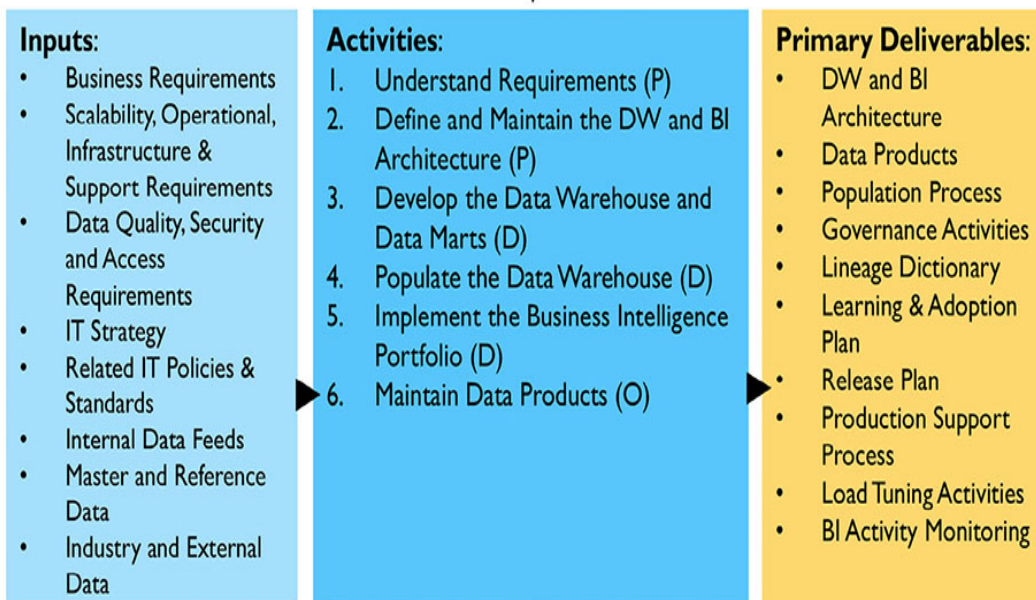 Inputs:
• Business Requirements
• Scalability, Operational,
Infrastructure &
Support Requirements
• Data Quality, Security
and Access
Requirements
• IT Strategy
• Related IT Policies &
Standards
• Internal Data Feeds
• Master and Reference
Data
• Industry and External
Data
Activities:
1. Understand Requirements (P)
2. Define and Maintain the DW and BI
Architecture (P)
3. Develop the Data Warehouse and
Data Marts (D)
4. Populate the Data Warehouse (D)
5. Implement the Business Intelligence
Portfolio (D)
6. Maintain Data Products (O)
Primary Deliverables:
• DW and BI
Architecture
• Data Products
• Population Process
• Governance Activities
• Lineage Dictionary
• Learning & Adoption
Plan
• Release Plan
• Production Support
Process
• Load Tuning Activities
• BI Activity Monitoring